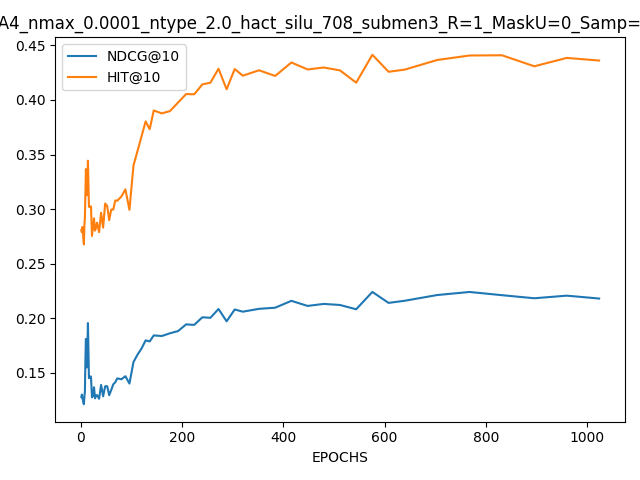 A4_nmax_0.0001_ntype_2.0_hact_silu_708_submen3_R=1_MaskU=0_Samp=
NDCG@10
HIT@10
0.45
0.40
0.35
0.30
0.25
0.20
0.15
0 200 400 600 800 1000
EPOCHS